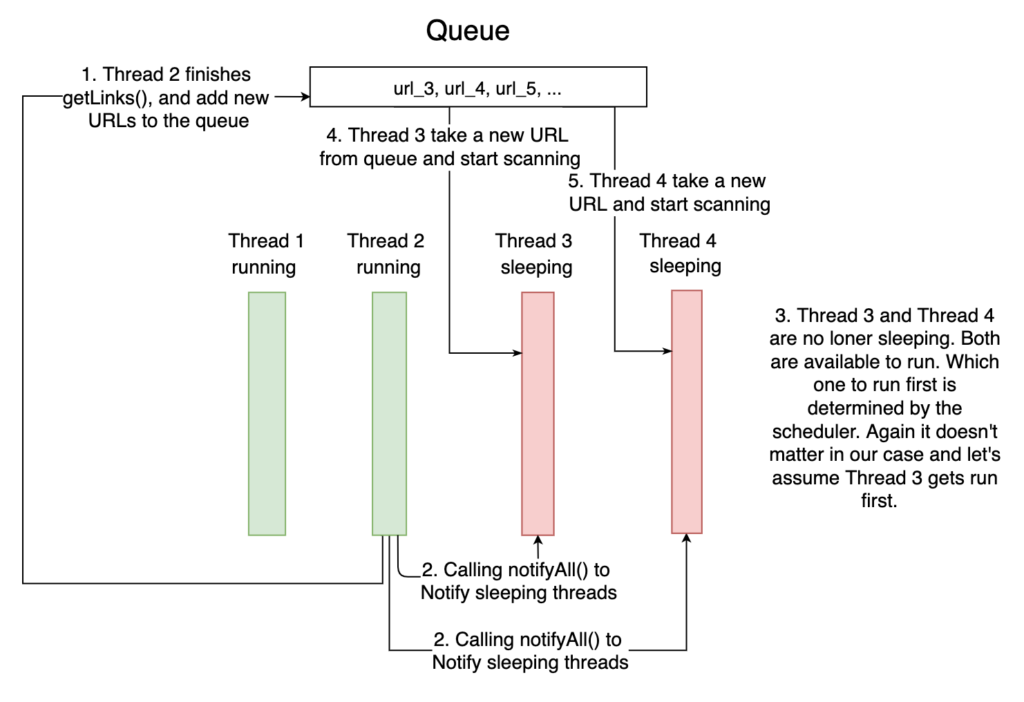 Queue
1. Thread 2 finishes
getLinks(), and add new
URLs to the queue
url_3, url_4, url_5, ...
4. Thread 3 take a new URL
from queue and start scanning
5. Thread 4 take a new
URL and start scanning
Thread 1
running
Thread 2
running
Thread 3
sleeping
Thread 4
sleeping
3. Thread 3 and Thread 4
are no loner sleeping. Both
are available to run. Which
one to run first is
determined by the
scheduler. Again it doesn't
matter in our case and let's
assume Thread 3 gets run
first.
2. Calling notifyAll() to
Notify sleeping threads
2. Calling notifyAll() to
Notify sleeping threads